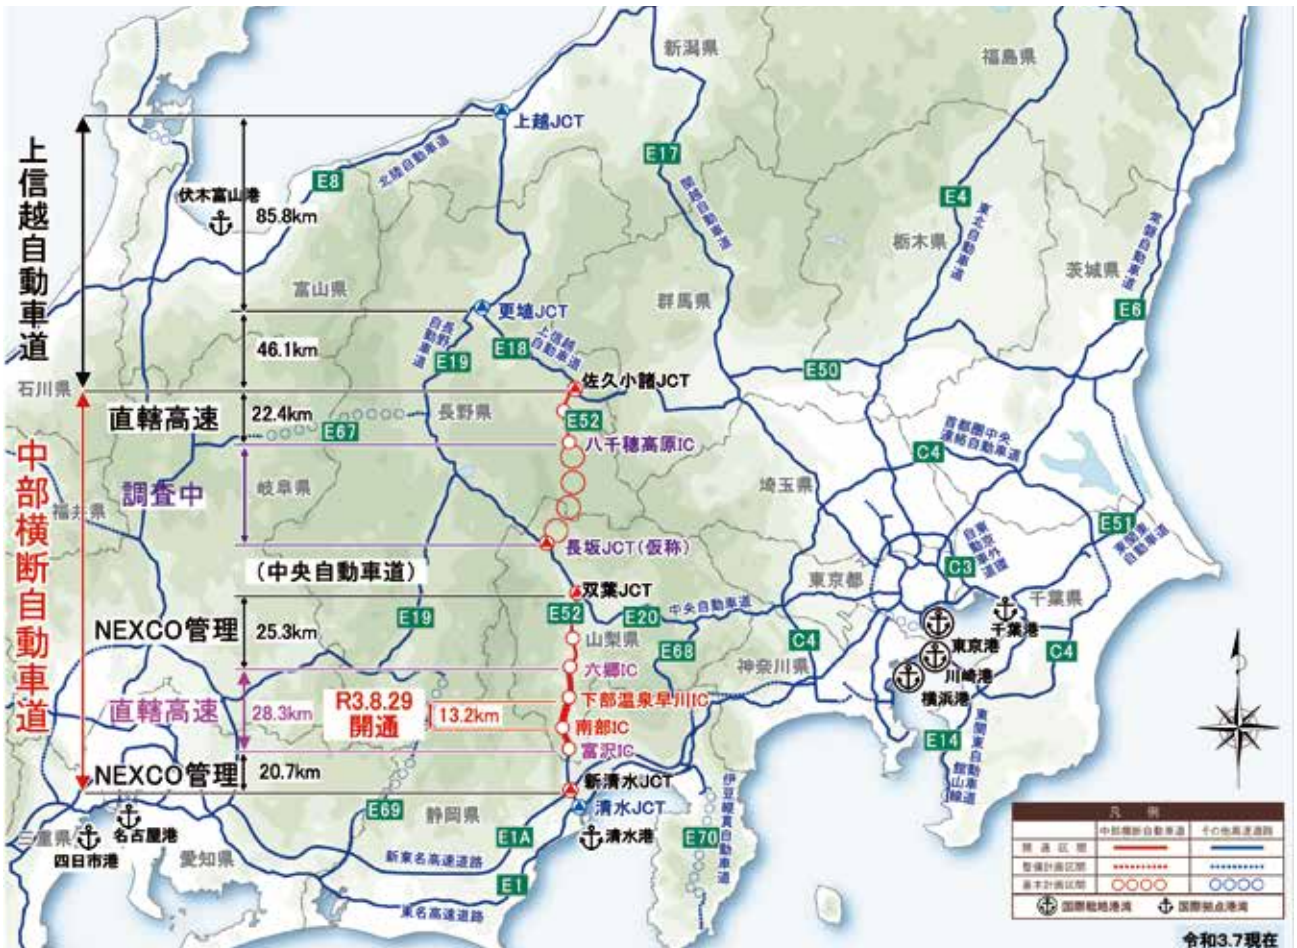 新潟県
福島県
上越JCT
E17
E8
北陸自動車道
伏木富山港
85.8km
関越自動車道
E4
東北自動車道
常磐自動車道
栃木県
茨城県
上信越自動車道
富山県
更埴JCT
群馬県
E6
長野自動車道
46.1km
E19
E18
上信越自動車道
E50
石川県
佐久小諸JCT
直轄高速
22.4km
長野県
E52
E67
八千穂高原IC
首都圏中央連絡自動車道
C4
中部横断自動車道
調査中
岐阜県
埼玉県
福井県
E51
東関東自動車道
長坂JCT(仮称)
東京外環自動車道
C3
(中央自動車道)
双葉JCT
東京都
千葉県
E19
E52
E20
中央自動車道
千葉港
NEXCO管理
25.3km
山梨県
E68
C4
東京港
C4
神奈川県
川崎港
六郷IC
横浜港
直轄高速
28.3km
R3.8.29
開通
13.2km
下部温泉早川IC
南部IC
富沢IC
E14
東関東自動車道
館山線
NEXCO管理
20.7km
新清水JCT
清水JCT
伊豆縦貫自動車道
E69
静岡県
E1A
清水港
E70
三重県
名古屋港
四日市港
愛知県
新東名高速道路
E1
東名高速道路
凡 例
中部横断自動車道
その他高速道路
開通区間
整備計画区間
基本計画区間
国際戦略港湾
国際拠点港湾
令和3.7現在